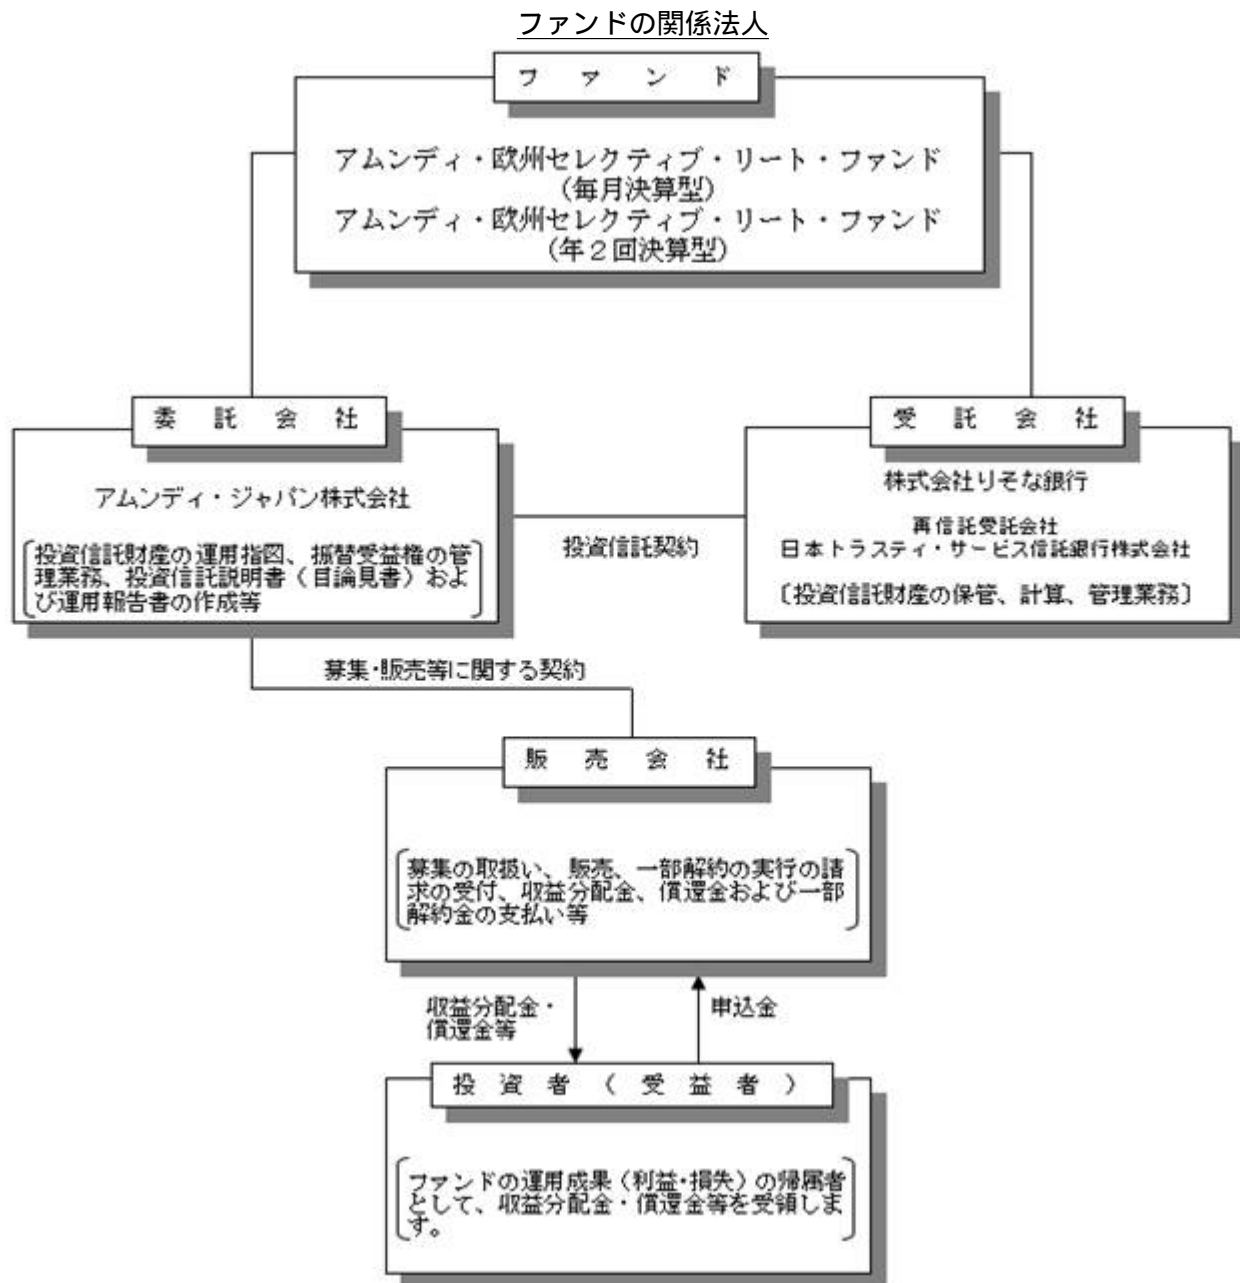 ファンドの関係法人
ファンド
アムンディ・欧州セレクティブ・リート・ファンド
(毎月決算型)
アムンディ・欧州セレクティブ・リート・ファンド
(年2回決算型)
委託会社
アムンディ・ジャパン株式会社
投資信託財産の運用指図、振替受益権の管
理業務、投資信託説明書(目論見書)およ
び運用報告書の作成等
投資信託契約
受託会社
株式会社りそな銀行
再信託受託会社
日本トラスティ・サービス信託銀行株式会社
〔投資信託財産の保管、計算、管理業務〕
募集・販売等に関する契約
販売会社
募集の取扱い、販売、一部解約の実行の請
求の受付、収益分配金、償還金および一部
解約金の支払い等
収益分配金・
償還金等
申込金
投資者(受益者)
ファンドの運用成果(利益・損失)の帰属者
として、収益分配金・償還金等を受領しま
す。